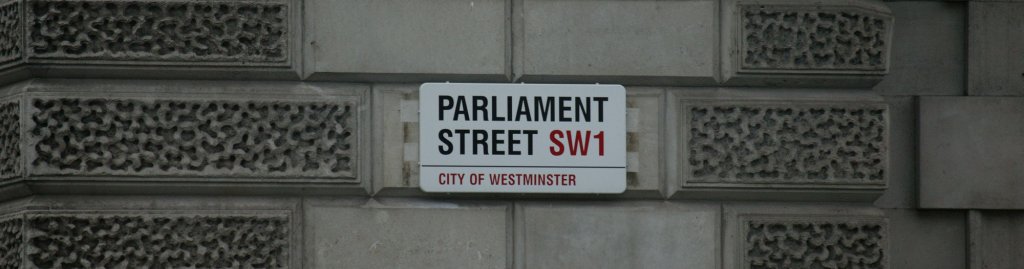 PARLIAMENT
STREET SW1
CITY OF WESTMINSTER